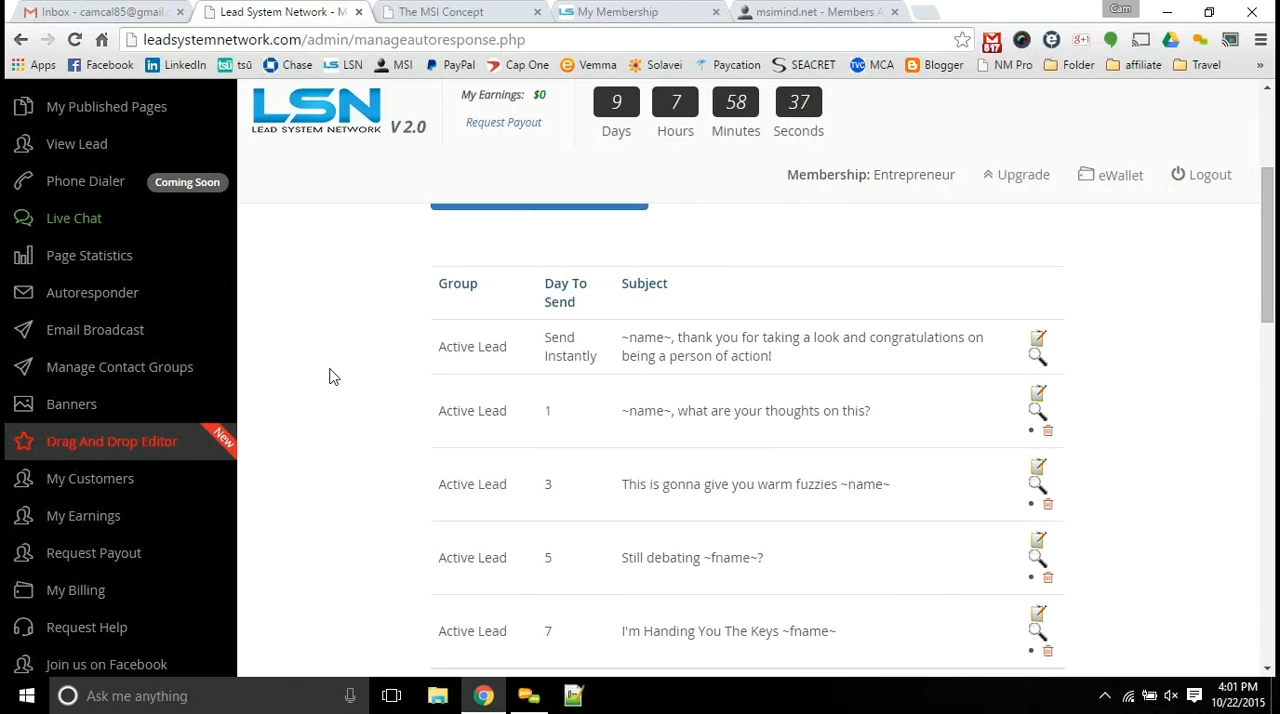 Inbox - camcal85@gmail.
Lead System Network - M
The MSI Concept
My Membership
msimind.net - Members A
Cam
leadsystemnetwork.com/admin/manageautoresponse.php
817
Apps
Facebook
LinkedIn
tsū
Chase
LSN
MSI
PayPal
Cap One
Vemma
Solavei
Paycation
SEACRET
MCA
Blogger
NM Pro
Folder
affiliate
Travel
»
My Published Pages
View Lead
Phone Dialer
Coming Soon
Live Chat
Page Statistics
Autoresponder
Email Broadcast
Manage Contact Groups
Banners
Drag And Drop Editor
New
My Customers
My Earnings
Request Payout
My Billing
Request Help
Join us on Facebook
LSN
LEAD SYSTEM NETWORK
V 2.0
My Earnings: $0
Request Payout
9 7 58 37
Days Hours Minutes Seconds
Membership: Entrepreneur
Upgrade
eWallet
Logout
Group
Day To
Send
Subject
Active Lead
Send
Instantly
~name~, thank you for taking a look and congratulations on
being a person of action!
Active Lead
1
~name~, what are your thoughts on this?
Active Lead
3
This is gonna give you warm fuzzies ~name~
Active Lead
5
Still debating ~fname~?
Active Lead
7
I'm Handing You The Keys ~fname~
Ask me anything
4:01 PM
10/22/2015